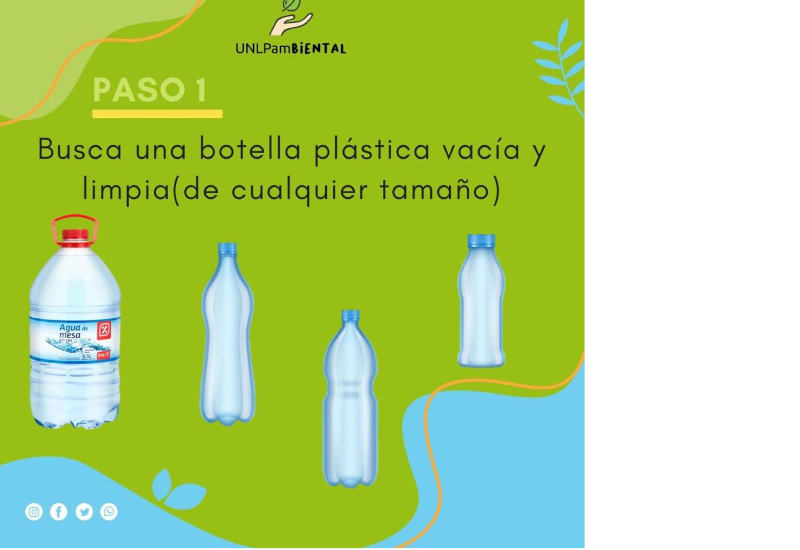 UNLPamBiENTAL
PASO 1
Busca una botella plástica vacía y
limpia(de cualquier tamaño)
Agua de
mesa